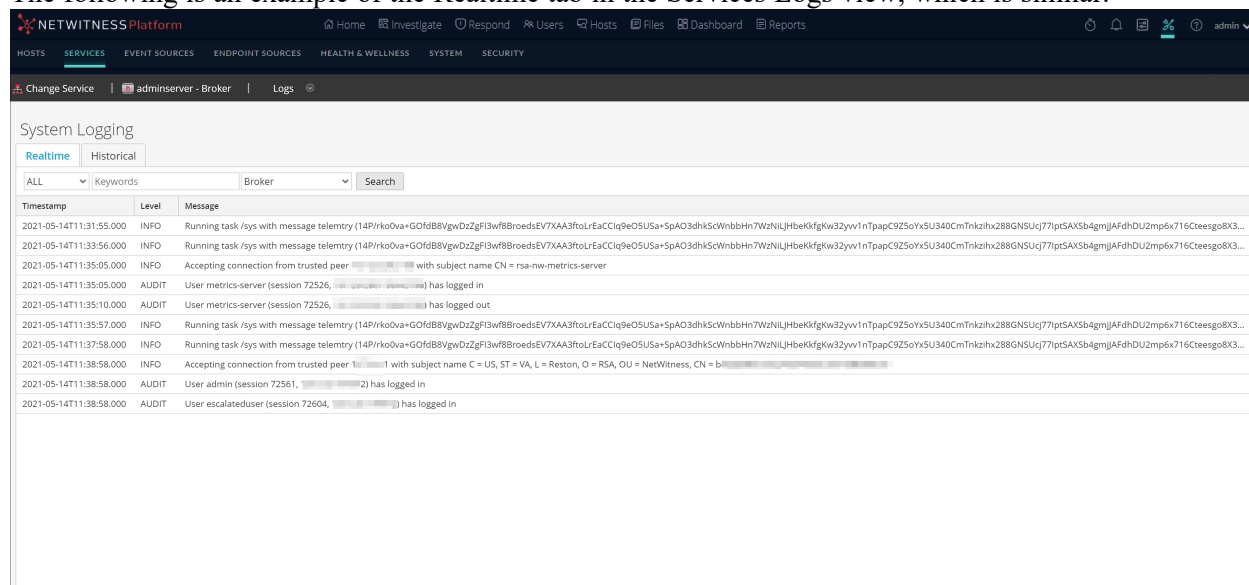 The following is an example of the Realtime tab in the Services Logs view, which is similar.
NETWITNESS Platform Home Investigate Respond Users Hosts Files Dashboard Reports admin
HOSTS SERVICES EVENT SOURCES ENDPOINT SOURCES HEALTH & WELLNESS SYSTEM SECURITY
Change Service | adminserver - Broker | Logs
System Logging
Realtime Historical
ALL Keywords Broker Search
Timestamp Level Message
2021-05-14T11:31:55.000 INFO Running task /sys with message telemtry (14P/rko0va+GOfdB8VgwDzZgFI3wf8BroedsEV7XAA3ftoLrEaCCIq9eO5USa+SpAO3dhkScWnbbHn7WzNiLJHbeKkfgKw32yvv1nTpapC9Z5oYx5U340CmTnkzihx288GNSUcj77IptSAXSb4gmjJAFdhDU2mp6x716Cteesgo8X3...
2021-05-14T11:33:56.000 INFO Running task /sys with message telemtry (14P/rko0va+GOfdB8VgwDzZgFI3wf8BroedsEV7XAA3ftoLrEaCCIq9eO5USa+SpAO3dhkScWnbbHn7WzNiLJHbeKkfgKw32yvv1nTpapC9Z5oYx5U340CmTnkzihx288GNSUcj77IptSAXSb4gmjJAFdhDU2mp6x716Cteesgo8X3...
2021-05-14T11:35:05.000 INFO Accepting connection from trusted peer with subject name CN = rsa-nw-metrics-server
2021-05-14T11:35:05.000 AUDIT User metrics-server (session 72526, ) has logged in
2021-05-14T11:35:10.000 AUDIT User metrics-server (session 72526, ) has logged out
2021-05-14T11:35:57.000 INFO Running task /sys with message telemtry (14P/rko0va+GOfdB8VgwDzZgFI3wf8BroedsEV7XAA3ftoLrEaCCIq9eO5USa+SpAO3dhkScWnbbHn7WzNiLJHbeKkfgKw32yvv1nTpapC9Z5oYx5U340CmTnkzihx288GNSUcj77IptSAXSb4gmjJAFdhDU2mp6x716Cteesgo8X3...
2021-05-14T11:37:58.000 INFO Running task /sys with message telemtry (14P/rko0va+GOfdB8VgwDzZgFI3wf8BroedsEV7XAA3ftoLrEaCCIq9eO5USa+SpAO3dhkScWnbbHn7WzNiLJHbeKkfgKw32yvv1nTpapC9Z5oYx5U340CmTnkzihx288GNSUcj77IptSAXSb4gmjJAFdhDU2mp6x716Cteesgo8X3...
2021-05-14T11:38:58.000 INFO Accepting connection from trusted peer 1 1 with subject name C = US, ST = VA, L = Reston, O = RSA, OU = NetWitness, CN = b
2021-05-14T11:38:58.000 AUDIT User admin (session 72561, 2) has logged in
2021-05-14T11:38:58.000 AUDIT User escalateduser (session 72604, ) has logged in